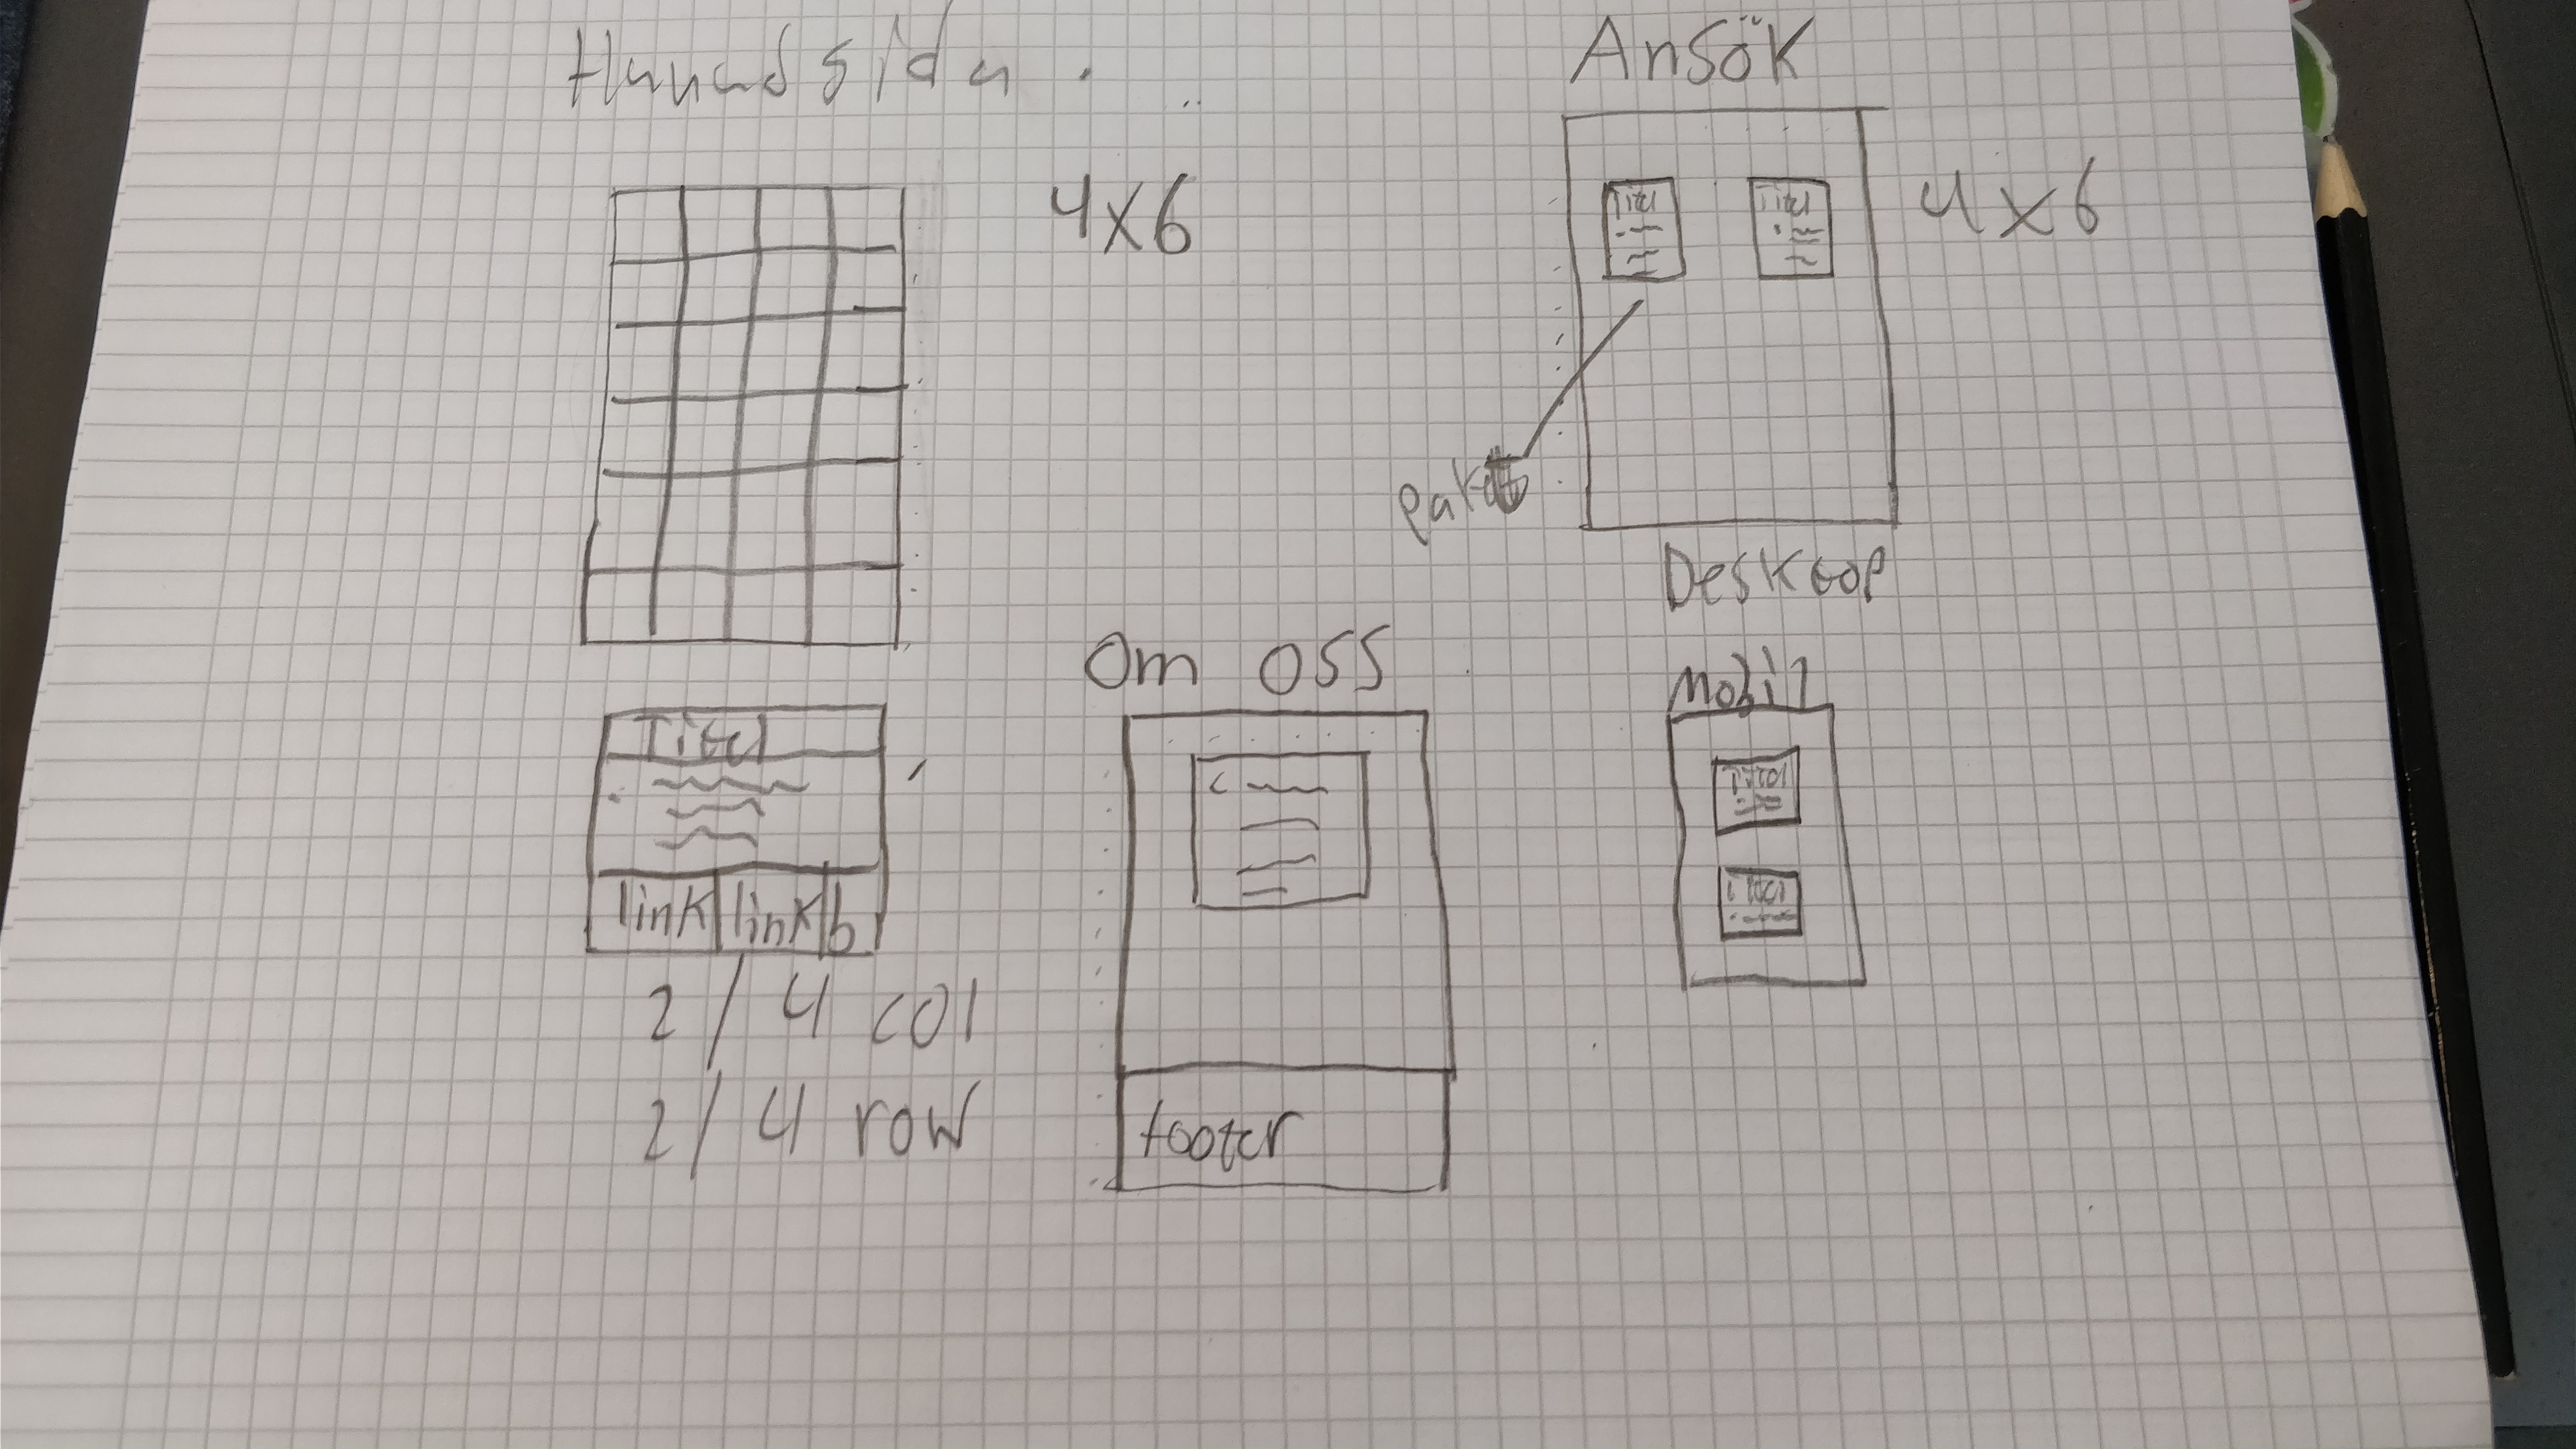 Huvudsida
4x6
Titel
link link b
2/4 col
2/4 row
Om oss
footer
Ansök
Titel Titel
4x6
paket
Desktop
Mobil
Titel
Titel